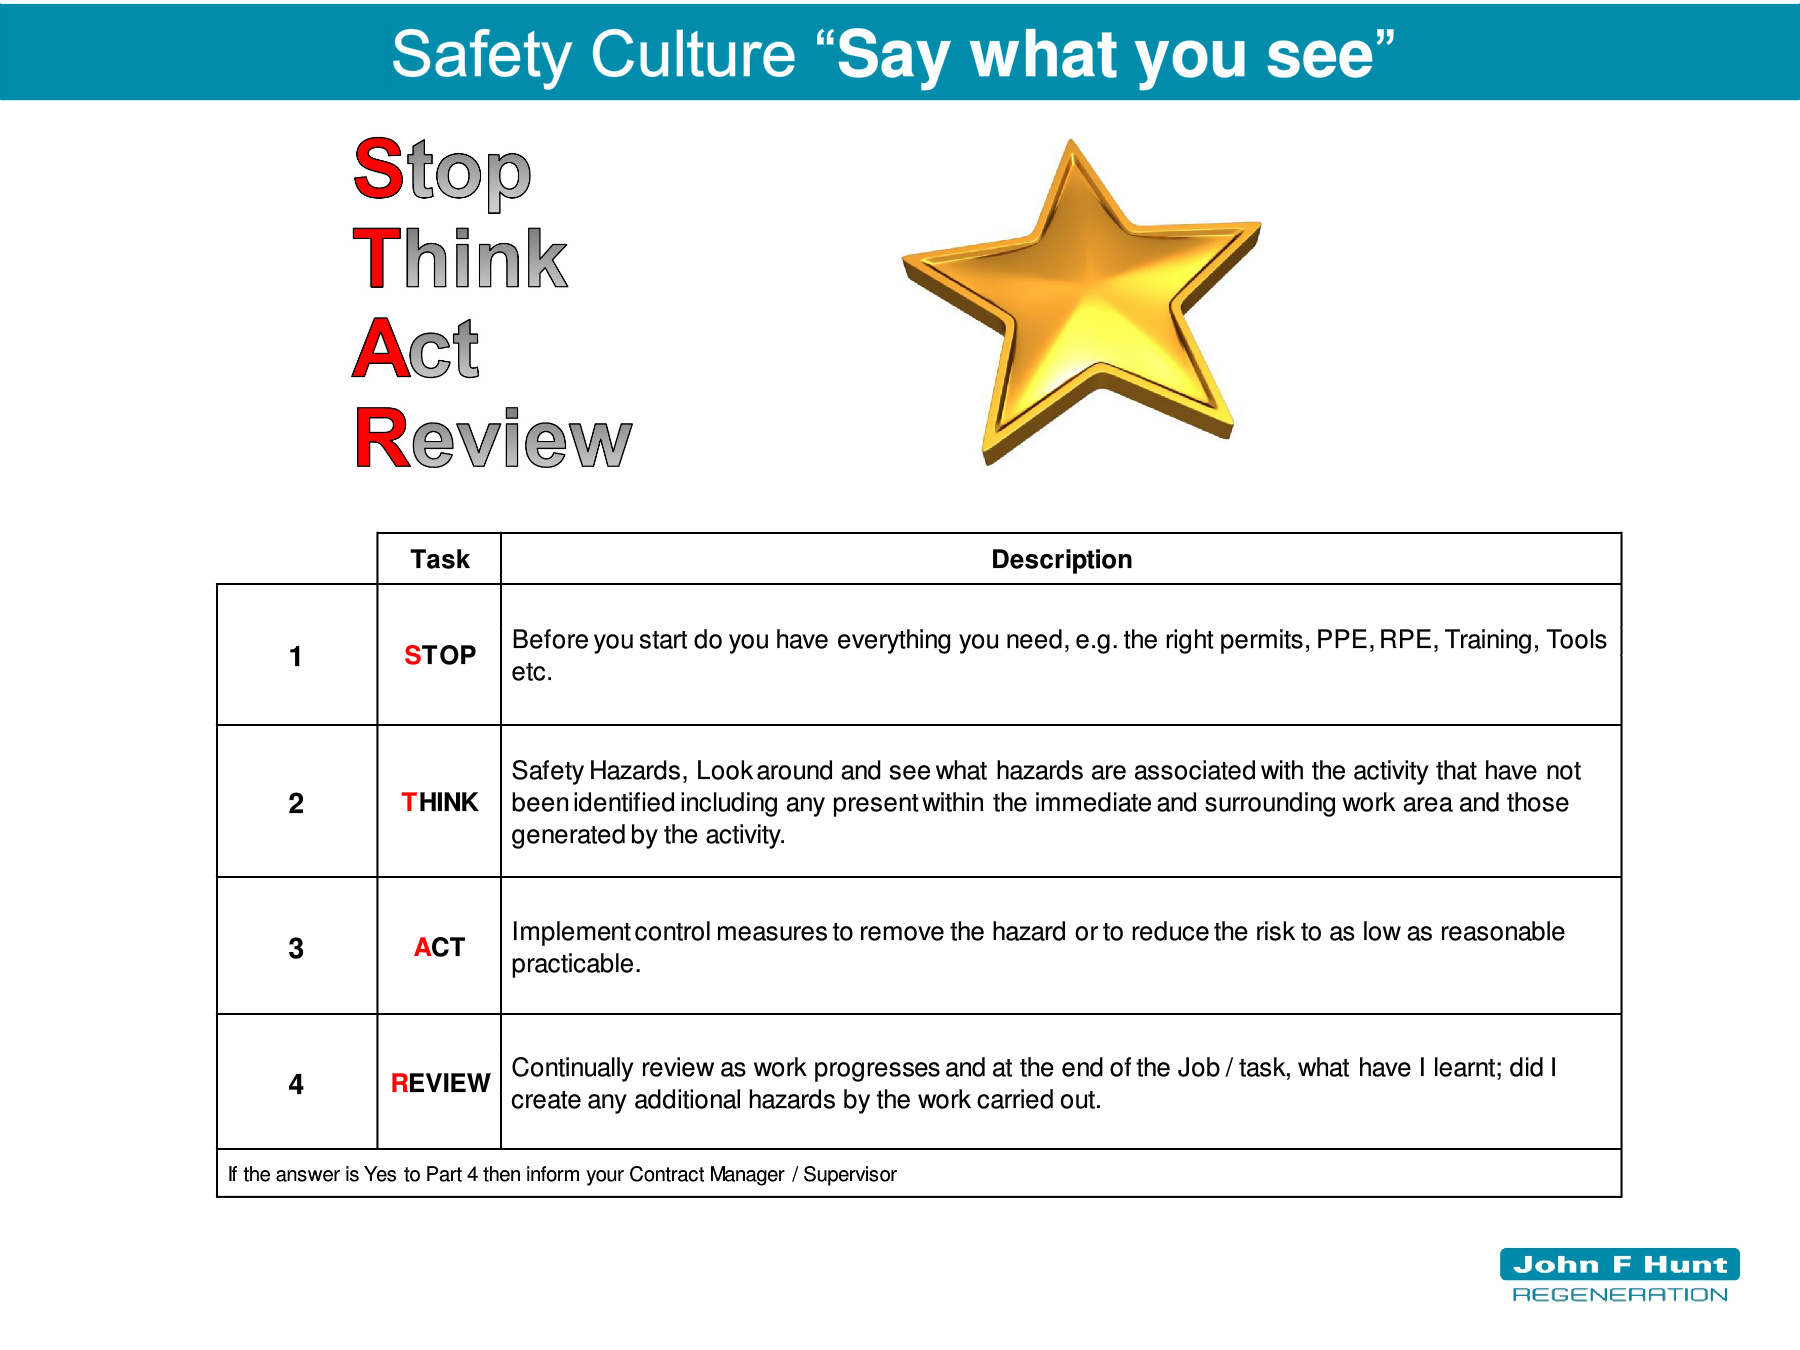 Safety Culture “Say what you see”
Stop
Think
Act
Review
Task Description
1 STOP Before you start do you have everything you need, e.g. the right permits, PPE, RPE, Training, Tools
etc.
2 THINK Safety Hazards, Look around and see what hazards are associated with the activity that have not
been identified including any present within the immediate and surrounding work area and those
generated by the activity.
3 ACT Implement control measures to remove the hazard or to reduce the risk to as low as reasonable
practicable.
4 REVIEW Continually review as work progresses and at the end of the Job / task, what have I learnt; did I
create any additional hazards by the work carried out.
If the answer is Yes to Part 4 then inform your Contract Manager / Supervisor
John F Hunt
REGENERATION